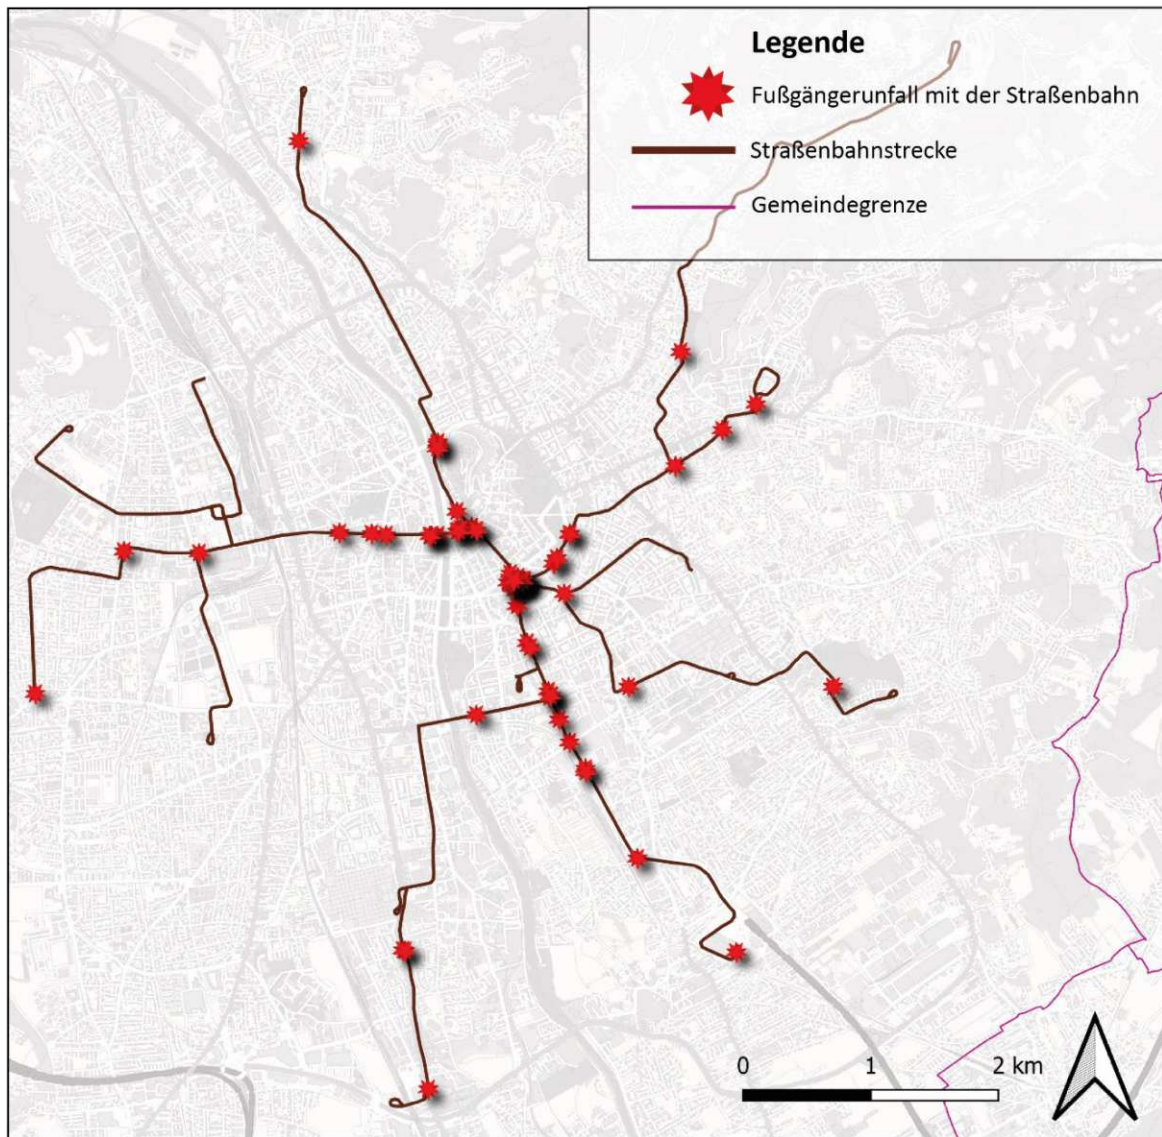 Legende
Fußgängerunfall mit der Straßenbahn
Straßenbahnstrecke
Gemeindegrenze
0 1 2 km